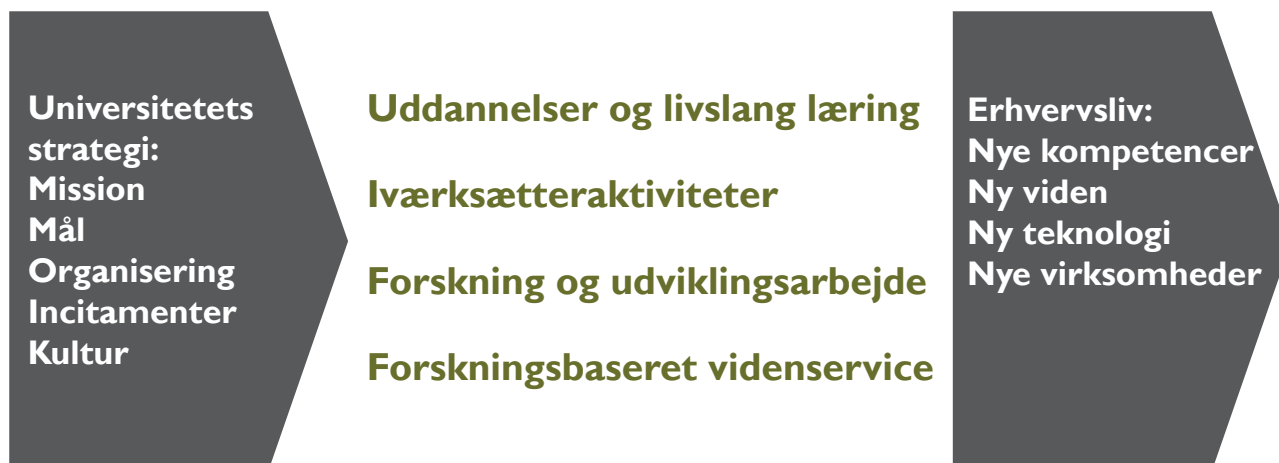 Universitetets
strategi:
Mission
Mål
Organisering
Incitamenter
Kultur
Uddannelser og livslang læring
Iværksætteraktiviteter
Forskning og udviklingsarbejde
Forskningsbaseret videnservice
Erhvervsliv:
Nye kompetencer
Ny viden
Ny teknologi
Nye virksomheder